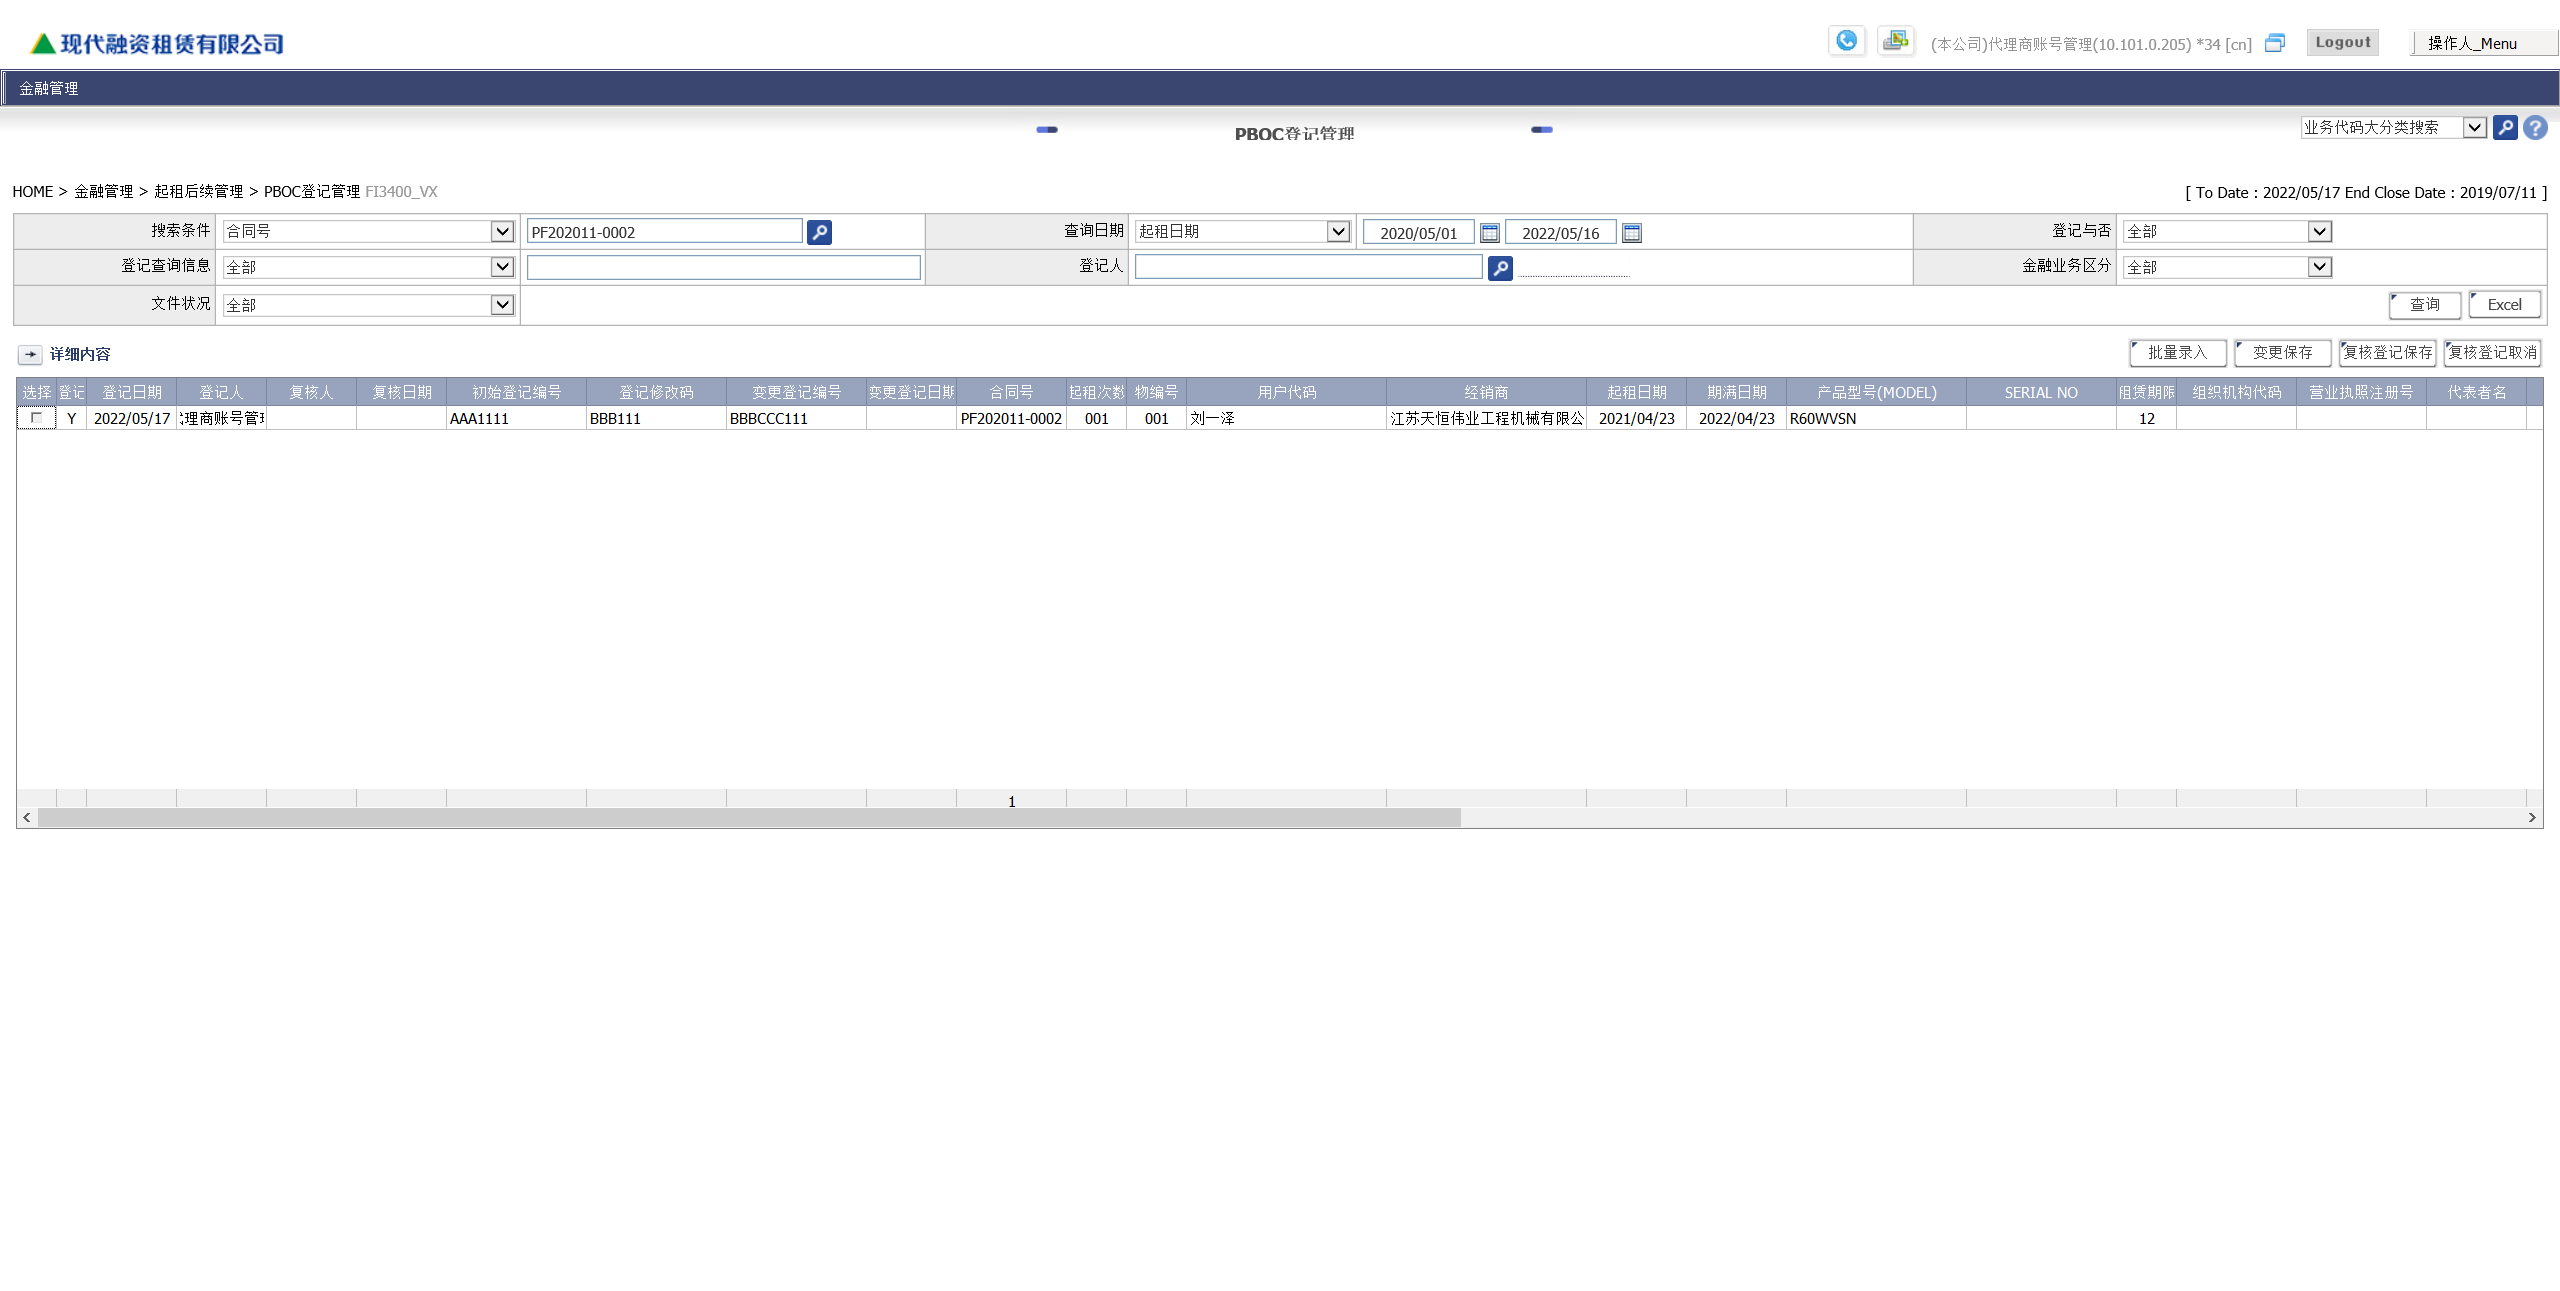 现代融资租赁有限公司
(本公司)代理商账号管理(10.101.0.205) *34 [cn]
Logout
操作人_Menu
金融管理
PBOC登记管理
业务代码大分类搜索
HOME > 金融管理 > 起租后续管理 > PBOC登记管理 FI3400_VX
[ To Date : 2022/05/17 End Close Date : 2019/07/11 ]
搜索条件 合同号 PF202011-0002 查询日期 起租日期 2020/05/01 2022/05/16 登记与否 全部
登记查询信息 全部 登记人 金融业务区分 全部
文件状况 全部 查询 Excel
详细内容 批量录入 变更保存 复核登记保存 复核登记取消
选择 登记 登记日期 登记人 复核人 复核日期 初始登记编号 登记修改码 变更登记编号 变更登记日期 合同号 起租次数 物编号 用户代码 经销商 起租日期 期满日期 产品型号(MODEL) SERIAL NO 租赁期限 组织机构代码 营业执照注册号 代表者名
Y 2022/05/17 理商账号管理 AAA1111 BBB111 BBBCCC111 PF202011-0002 001 001 刘一泽 江苏天恒伟业工程机械有限公 2021/04/23 2022/04/23 R60WVSN 12
1